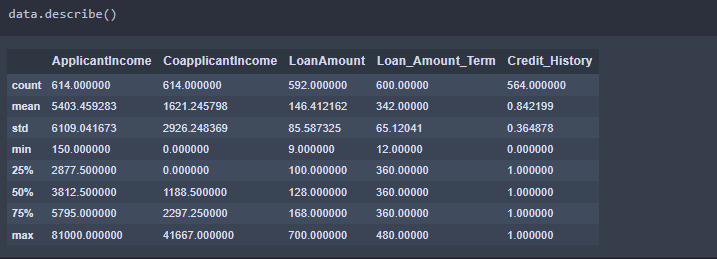 data.describe()
ApplicantIncome CoapplicantIncome LoanAmount Loan_Amount_Term Credit_History
count 614.000000 614.000000 592.000000 600.00000 564.000000
mean 5403.459283 1621.245798 146.412162 342.00000 0.842199
std 6109.041673 2926.248369 85.587325 65.12041 0.364878
min 150.000000 0.000000 9.000000 12.00000 0.000000
25% 2877.500000 0.000000 100.000000 360.00000 1.000000
50% 3812.500000 1188.500000 128.000000 360.00000 1.000000
75% 5795.000000 2297.250000 168.000000 360.00000 1.000000
max 81000.000000 41667.000000 700.000000 480.00000 1.000000